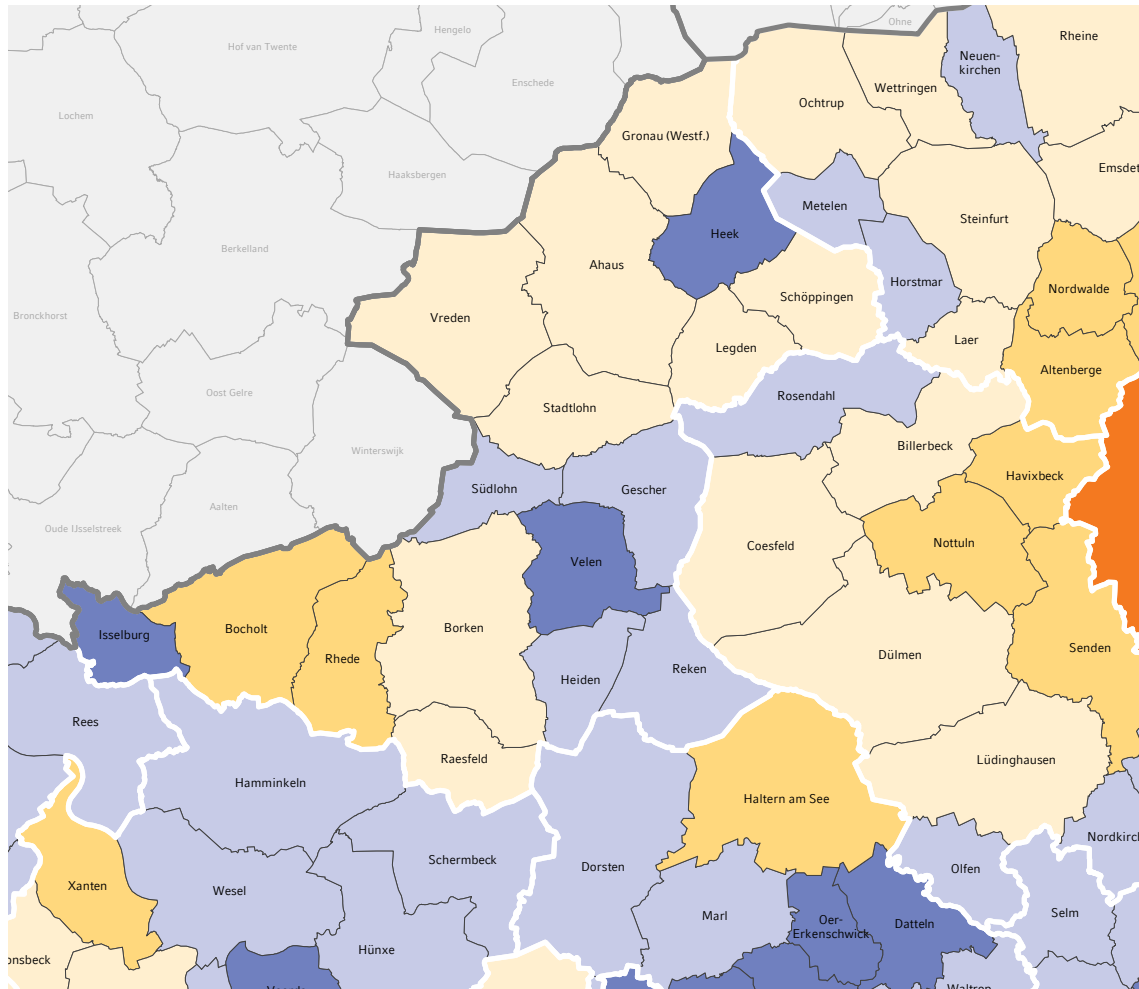 Ohne
Hengelo
Hof van Twente
Rheine
Neuen-
kirchen
Enschede
Wettringen
Ochtrup
Lochem
Gronau (Westf.)
Emsdet
Haaksbergen
Metelen
Steinfurt
Heek
Berkelland
Ahaus
Horstmar
Nordwalde
Schöppingen
Bronckhorst
Vreden
Laer
Legden
Altenberge
Oost Gelre
Rosendahl
Stadtlohn
Billerbeck
Winterswijk
Havixbeck
Südlohn
Gescher
Aalten
Oude IJsselstreek
Nottuln
Coesfeld
Velen
Borken
Bocholt
Isselburg
Senden
Dülmen
Rhede
Reken
Heiden
Rees
Raesfeld
Lüdinghausen
Hamminkeln
Haltern am See
Nordkirch
Schermbeck
Dorsten
Olfen
Xanten
Wesel
Selm
Marl
Oer-
Erkenschwick
Datteln
Hünxe
onsbeck